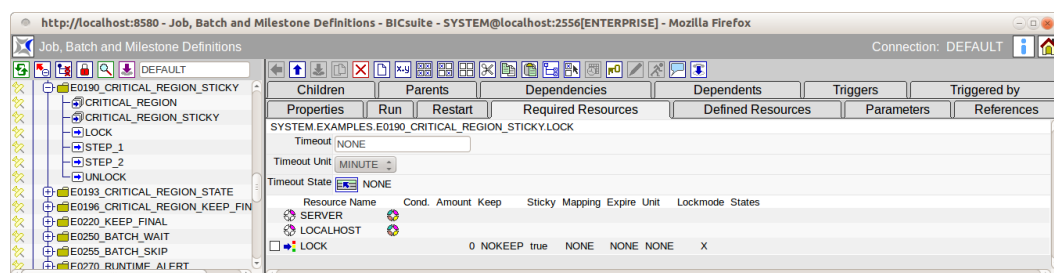 http://localhost:8580 - Job, Batch and Milestone Definitions - BICsuite - SYSTEM@localhost:2556[ENTERPRISE] - Mozilla Firefox
Job, Batch and Milestone Definitions Connection: DEFAULT
DEFAULT
E0190_CRITICAL_REGION_STICKY
CRITICAL_REGION
CRITICAL_REGION_STICKY
LOCK
STEP_1
STEP_2
UNLOCK
E0193_CRITICAL_REGION_STATE
E0196_CRITICAL_REGION_KEEP_FIN
E0220_KEEP_FINAL
E0250_BATCH_WAIT
E0255_BATCH_SKIP
E0270_RUNTIME_ALERT
Children Parents Dependencies Dependents Triggers Triggered by
Properties Run Restart Required Resources Defined Resources Parameters References
SYSTEM.EXAMPLES.E0190_CRITICAL_REGION_STICKY.LOCK
Timeout NONE
Timeout Unit MINUTE
Timeout State NONE
Resource Name Cond. Amount Keep Sticky Mapping Expire Unit Lockmode States
SERVER
LOCALHOST
LOCK 0 NOKEEP true NONE NONE NONE X